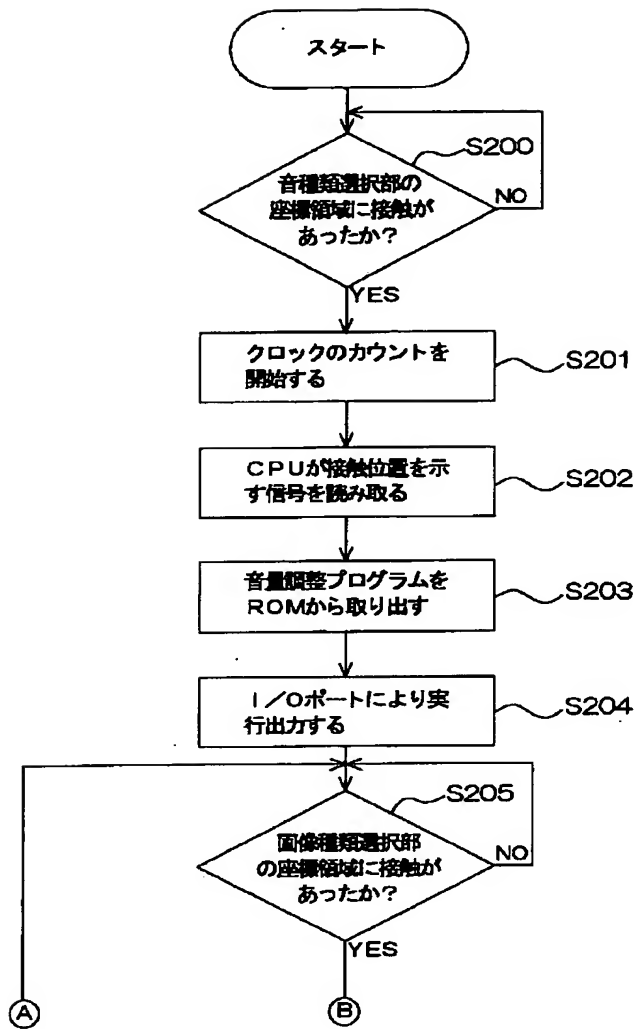 スタート
S200
音種類選択部の
座標領域に接触が
あったか?
NO
YES
クロックのカウントを
開始する
S201
CPUが接触位置を示
す信号を読み取る
S202
音量調整プログラムを
ROMから取り出す
S203
I/Oポートにより実
行出力する
S204
S205
画像種類選択部
の座標領域に接触が
あったか?
NO
YES
A
B